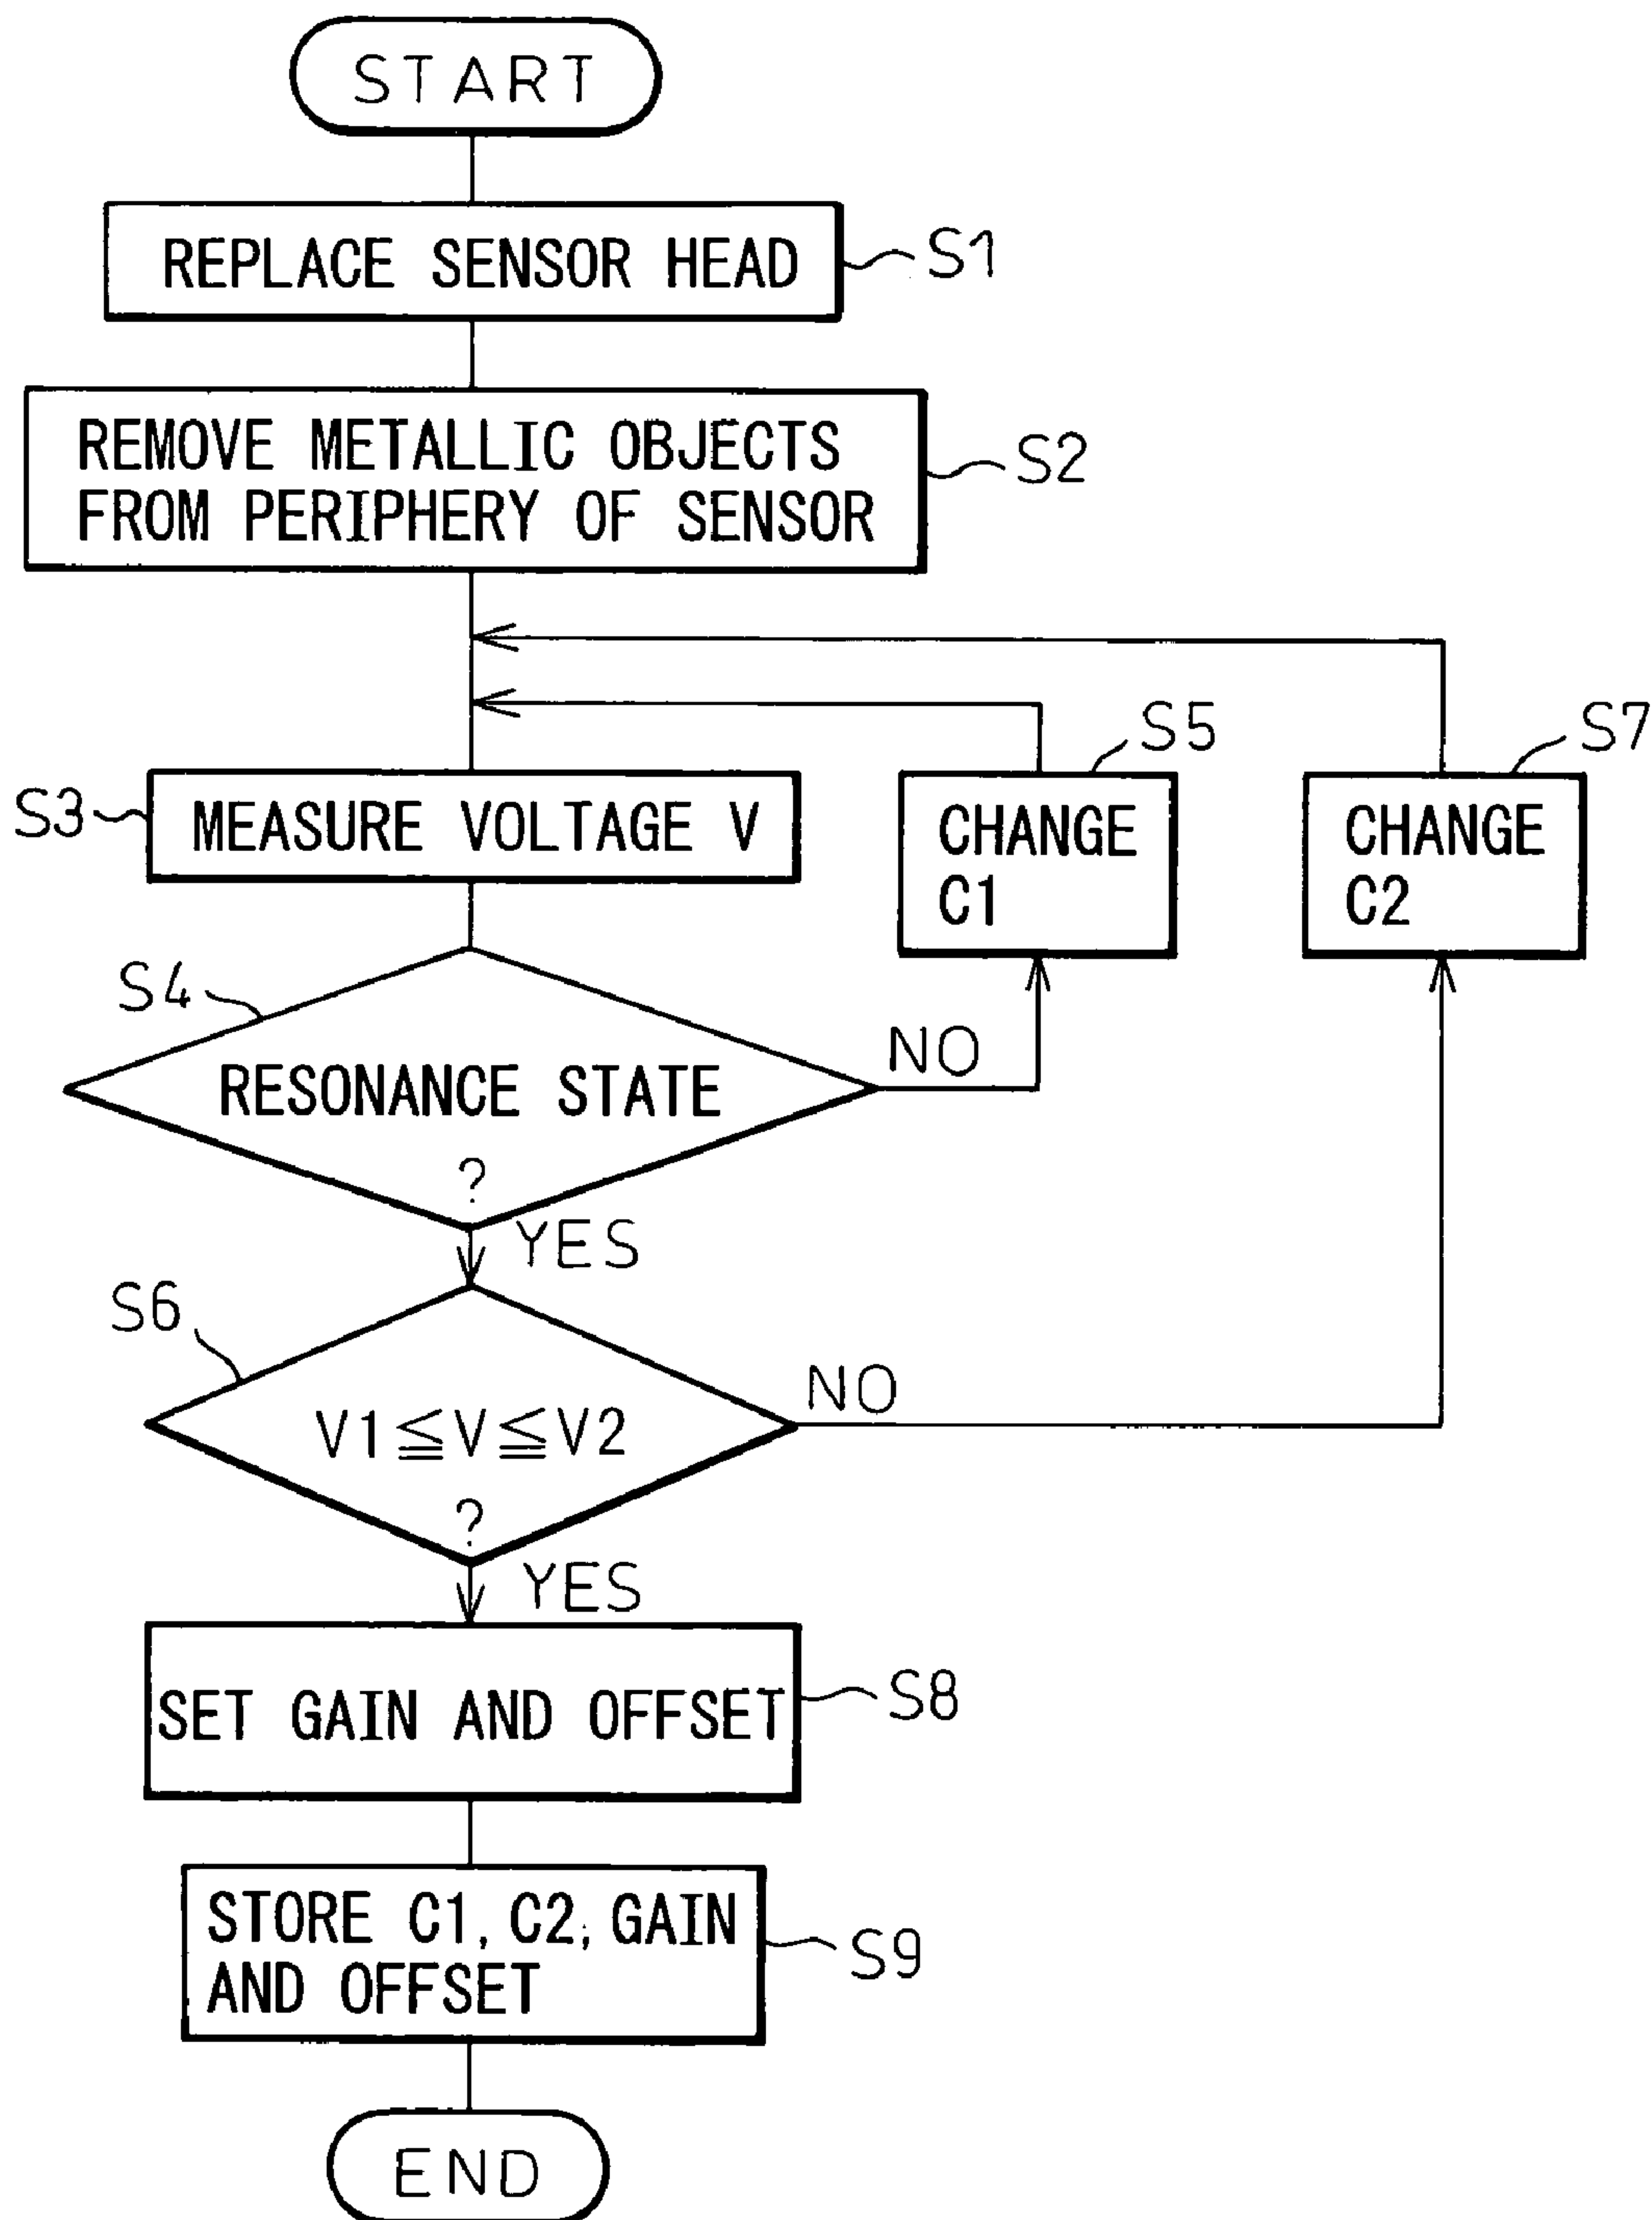 START
REPLACE SENSOR HEAD
S1
REMOVE METALLIC OBJECTS
FROM PERIPHERY OF SENSOR
S2
S3
MEASURE VOLTAGE V
CHANGE
C1
S5
CHANGE
C2
S7
S4
RESONANCE STATE
?
NO
YES
S6
V1≦V≦V2
?
NO
YES
SET GAIN AND OFFSET
S8
STORE C1, C2, GAIN
AND OFFSET
S9
END